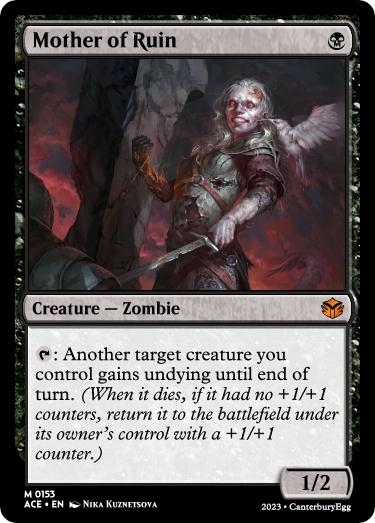 Mother of Ruin
Creature — Zombie
: Another target creature you
control gains undying until end of
turn. (When it dies, if it had no +1/+1
counters, return it to the battlefield under
its owner's control with a +1/+1
counter.)
1/2
M 0153
ACE • EN Nika Kuznetsova
2023 • CanterburyEgg